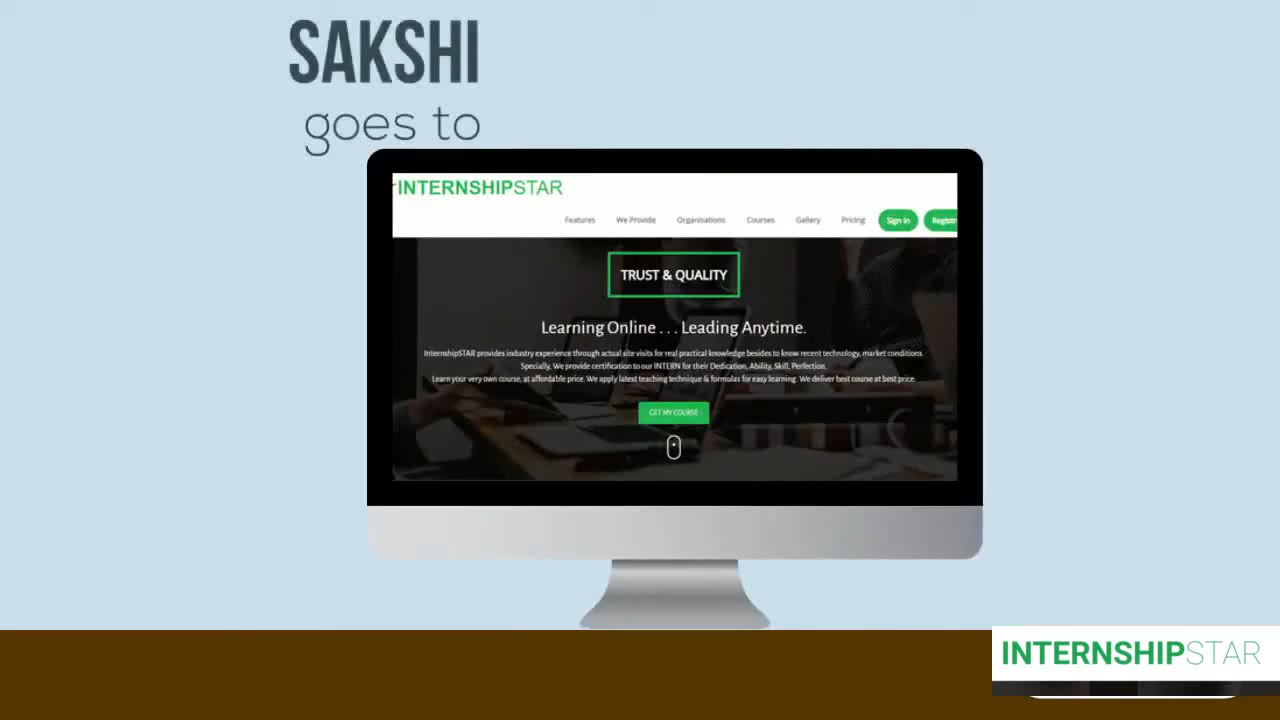 SAKSHI
goes to
INTERNSHIPSTAR
Features We Provide Organisations Courses Gallery Pricing Sign In
TRUST & QUALITY
Learning Online . . . Leading Anytime.
InternshipSTAR provides industry experience through actual site visits for real practical knowledge besides to know recent technology, market conditions.
Specially, We provide certification to our INTERN for their Dedication, Ability, Skill, Perfection.
Learn your very own course, at affordable price. We apply latest teaching technique & formulas for easy learning. We deliver best course at best price.
GET MY COURSE
INTERNSHIPSTAR